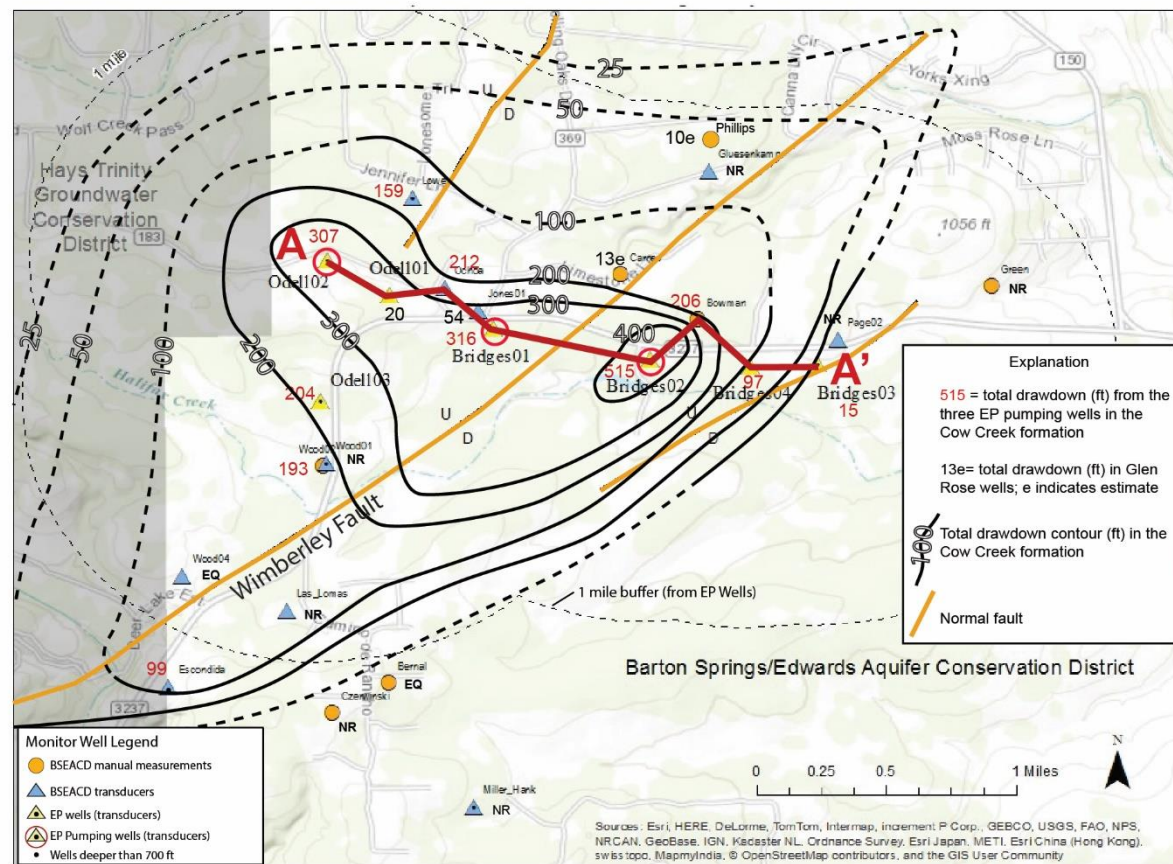 1 mile
25
50
100
150
Yorks Xing
Canna Lily Cir
Moss Rose Ln
Wolf Creek Pass
Hays Trinity
Groundwater
Conservation
District
183
369
U
D
Phillips
10e
NR
Jennifer
Lonesome
Lowe
159
100
1056 ft
A
307
Odell02
Odell01
212
20
Jones01
54
316
Bridges01
200
300
13e
206
Bowman
400
515
Bridges02
3237
97
Bridges04
A'
Bridges03
15
NR
Page02
Green
NR
25
50
100
200
300
Odell03
204
Wood01
NR
193
U
D
U
D
Wimberley Fault
Wood04
EQ
Las_Lomas
NR
99
Escondida
3237
Bernal
EQ
Czerwinski
NR
Miller_Hank
NR
1 mile buffer (from EP Wells)
Barton Springs/Edwards Aquifer Conservation District
Explanation
515 = total drawdown (ft) from the
three EP pumping wells in the
Cow Creek formation
13e= total drawdown (ft) in Glen
Rose wells; e indicates estimate
100
Total drawdown contour (ft) in the
Cow Creek formation
Normal fault
Monitor Well Legend
BSEACD manual measurements
BSEACD transducers
EP wells (transducers)
EP Pumping wells (transducers)
Wells deeper than 700 ft
0 0.25 0.5 1 Miles
N
Sources: Esri, HERE, DeLorme, TomTom, Intermap, increment P Corp., GEBCO, USGS, FAO, NPS,
NRCAN, GeoBase, IGN, Kadaster NL, Ordnance Survey, Esri Japan, METI, Esri China (Hong Kong),
swisstopo, MapmyIndia, © OpenStreetMap contributors, and the GIS User Community